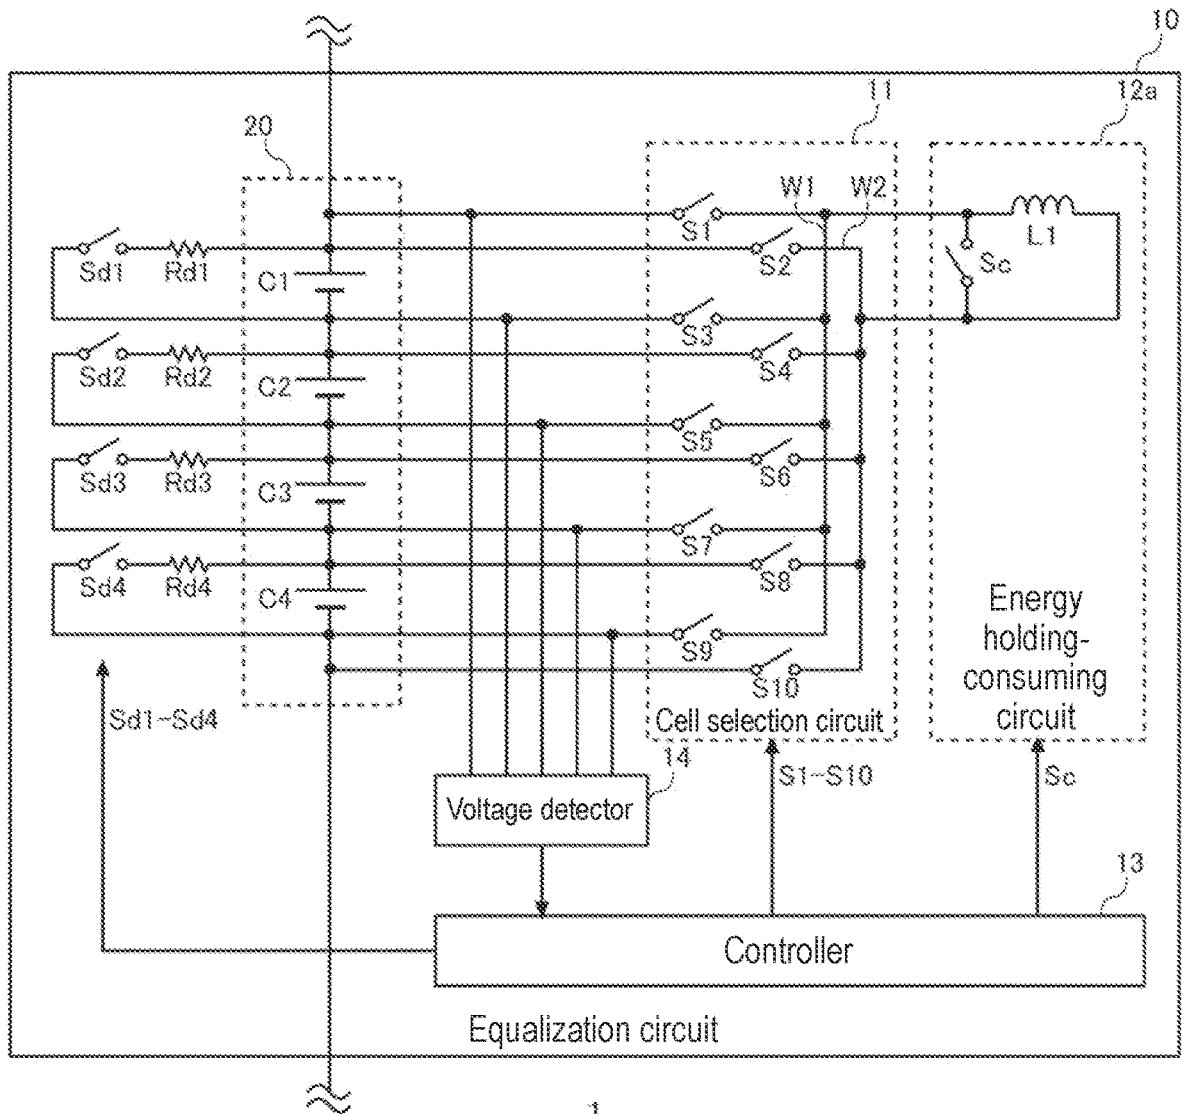 10
11
12a
20
W1 W2
S1
L1
Sd1 Rd1
C1
S2
Sc
S3
Sd2 Rd2
C2
S4
S5
Sd3 Rd3
C3
S6
S7
Sd4 Rd4
C4
S8
Energy
holding-
consuming
circuit
S9
S10
Sd1-Sd4
Cell selection circuit
14
S1-S10
Sc
Voltage detector
13
Controller
Equalization circuit
1